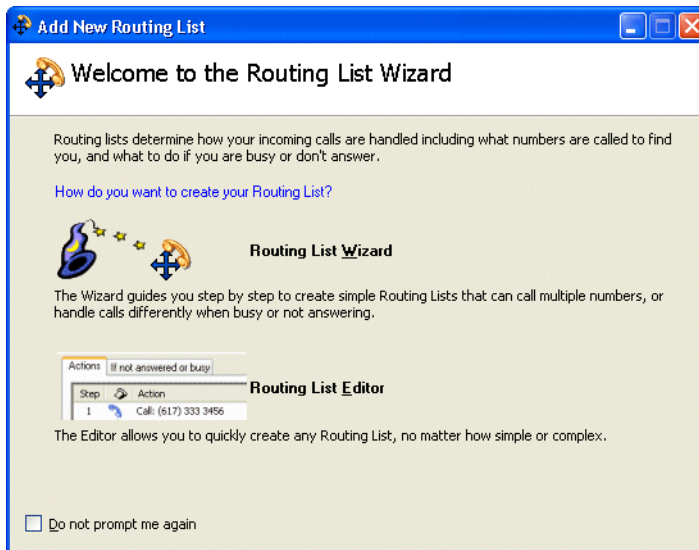 Add New Routing List
Welcome to the Routing List Wizard
Routing lists determine how your incoming calls are handled including what numbers are called to find
you, and what to do if you are busy or don't answer.
How do you want to create your Routing List?
Routing List Wizard
The Wizard guides you step by step to create simple Routing Lists that can call multiple numbers, or
handle calls differently when busy or not answering.
Actions If not answered or busy
Step Action
1 Call: (617) 333 3456
Routing List Editor
The Editor allows you to quickly create any Routing List, no matter how simple or complex.
Do not prompt me again